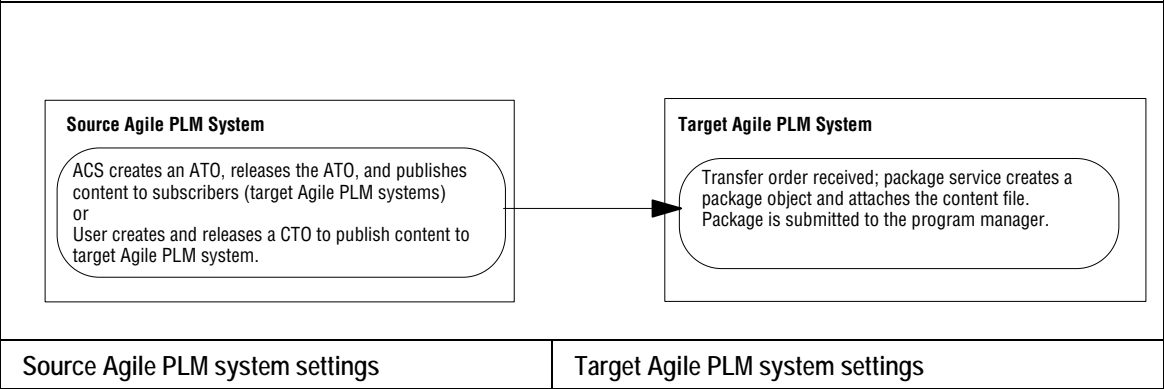 Source Agile PLM System
ACS creates an ATO, releases the ATO, and publishes
content to subscribers (target Agile PLM systems)
or
User creates and releases a CTO to publish content to
target Agile PLM system.
Target Agile PLM System
Transfer order received; package service creates a
package object and attaches the content file.
Package is submitted to the program manager.
Source Agile PLM system settings
Target Agile PLM system settings